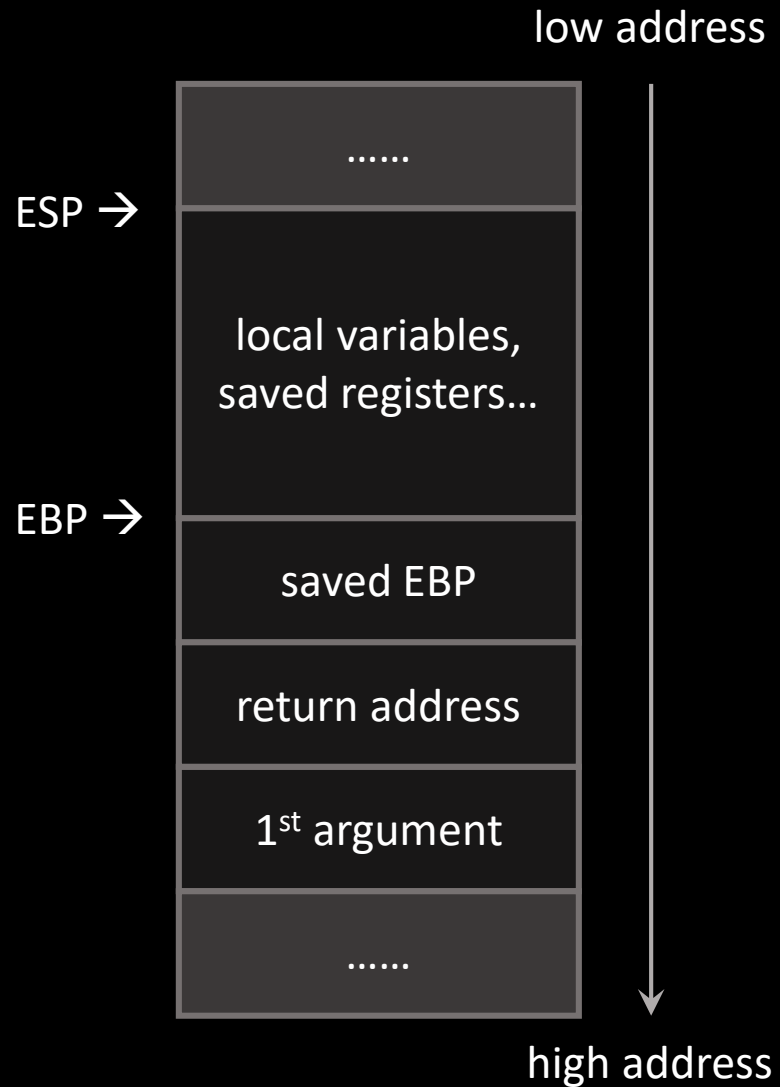 low address
……
ESP →
local variables,
saved registers…
EBP →
saved EBP
return address
1st argument
……
high address